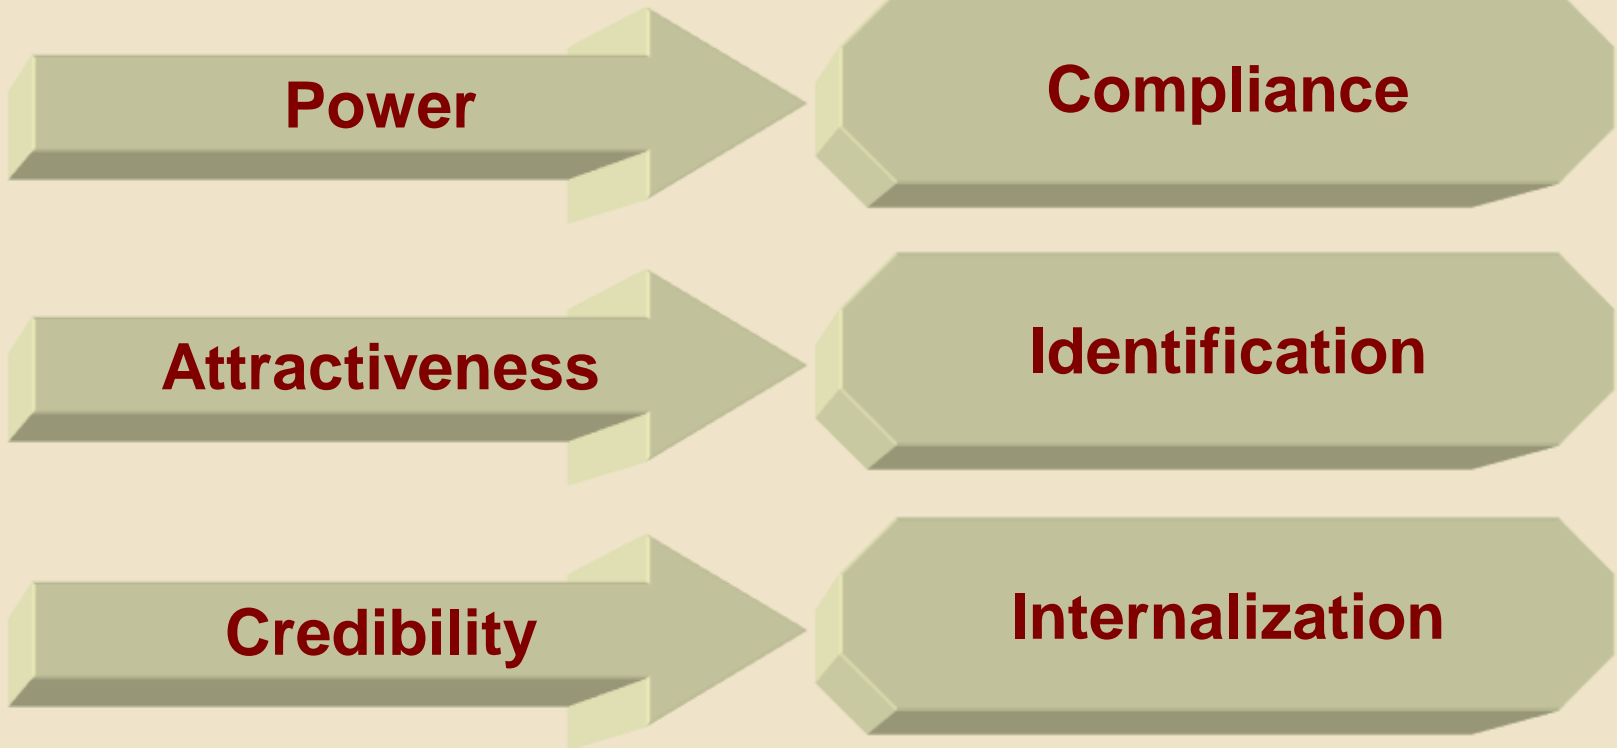 Power
Compliance
Attractiveness
Identification
Credibility
Internalization